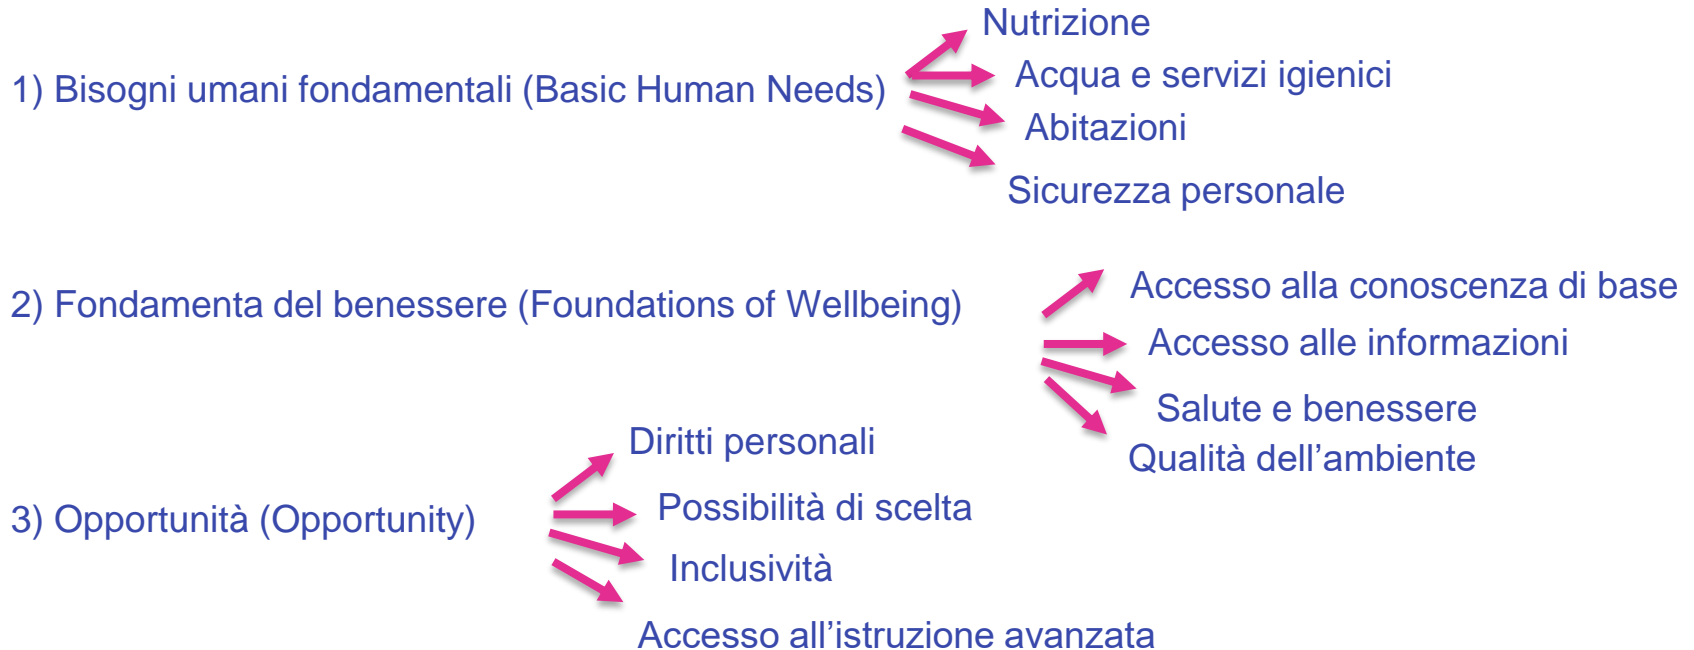 Nutrizione
1) Bisogni umani fondamentali (Basic Human Needs)
Acqua e servizi igienici
Abitazioni
Sicurezza personale
2) Fondamenta del benessere (Foundations of Wellbeing)
Accesso alla conoscenza di base
Accesso alle informazioni
Salute e benessere
Qualità dell’ambiente
3) Opportunità (Opportunity)
Diritti personali
Possibilità di scelta
Inclusività
Accesso all’istruzione avanzata